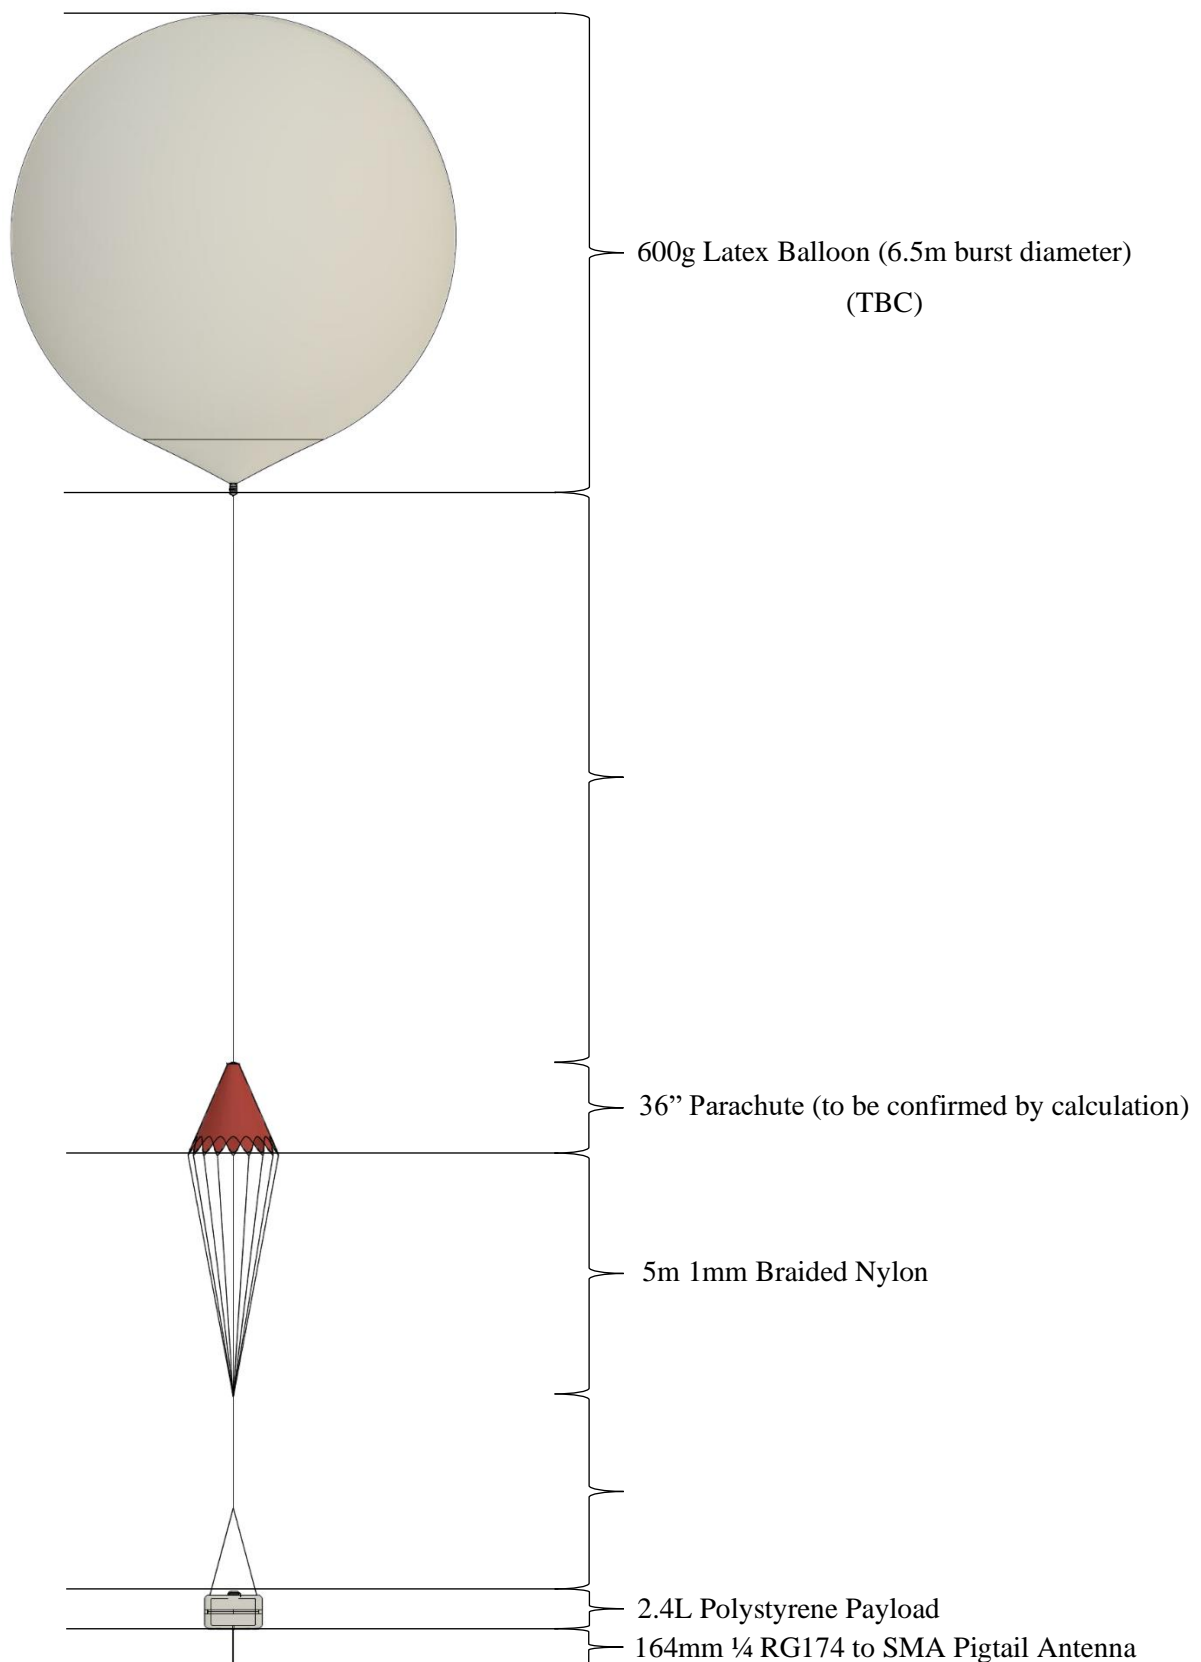 600g Latex Balloon (6.5m burst diameter)
(TBC)
36” Parachute (to be confirmed by calculation)
5m 1mm Braided Nylon
2.4L Polystyrene Payload
164mm ¼ RG174 to SMA Pigtail Antenna